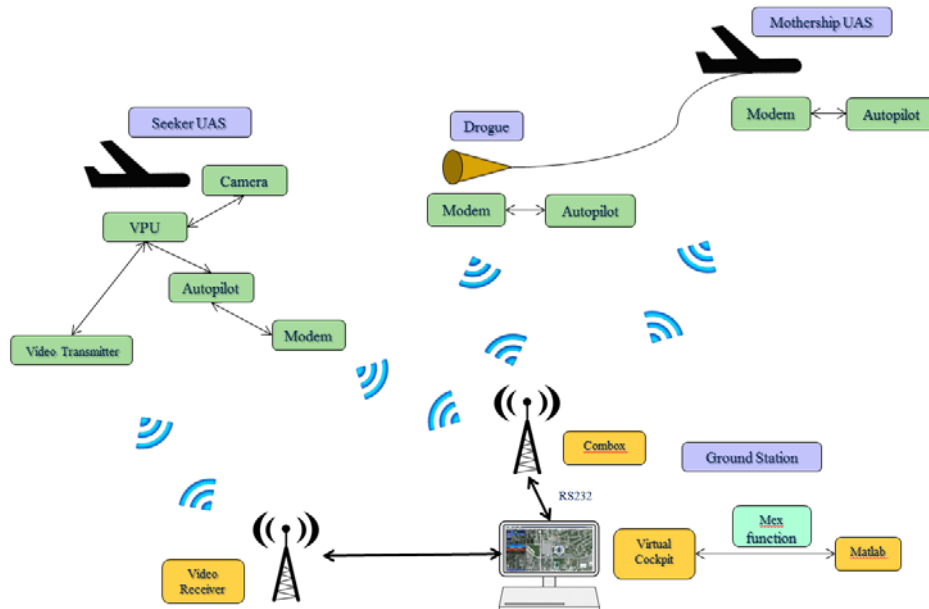 Mothership UAS
Seeker UAS
Drogue
Modem
Autopilot
Camera
Modem
Autopilot
VPU
Autopilot
Modem
Video Transmitter
Combox
Ground Station
RS232
Mex
function
Virtual
Cockpit
Matlab
Video
Receiver